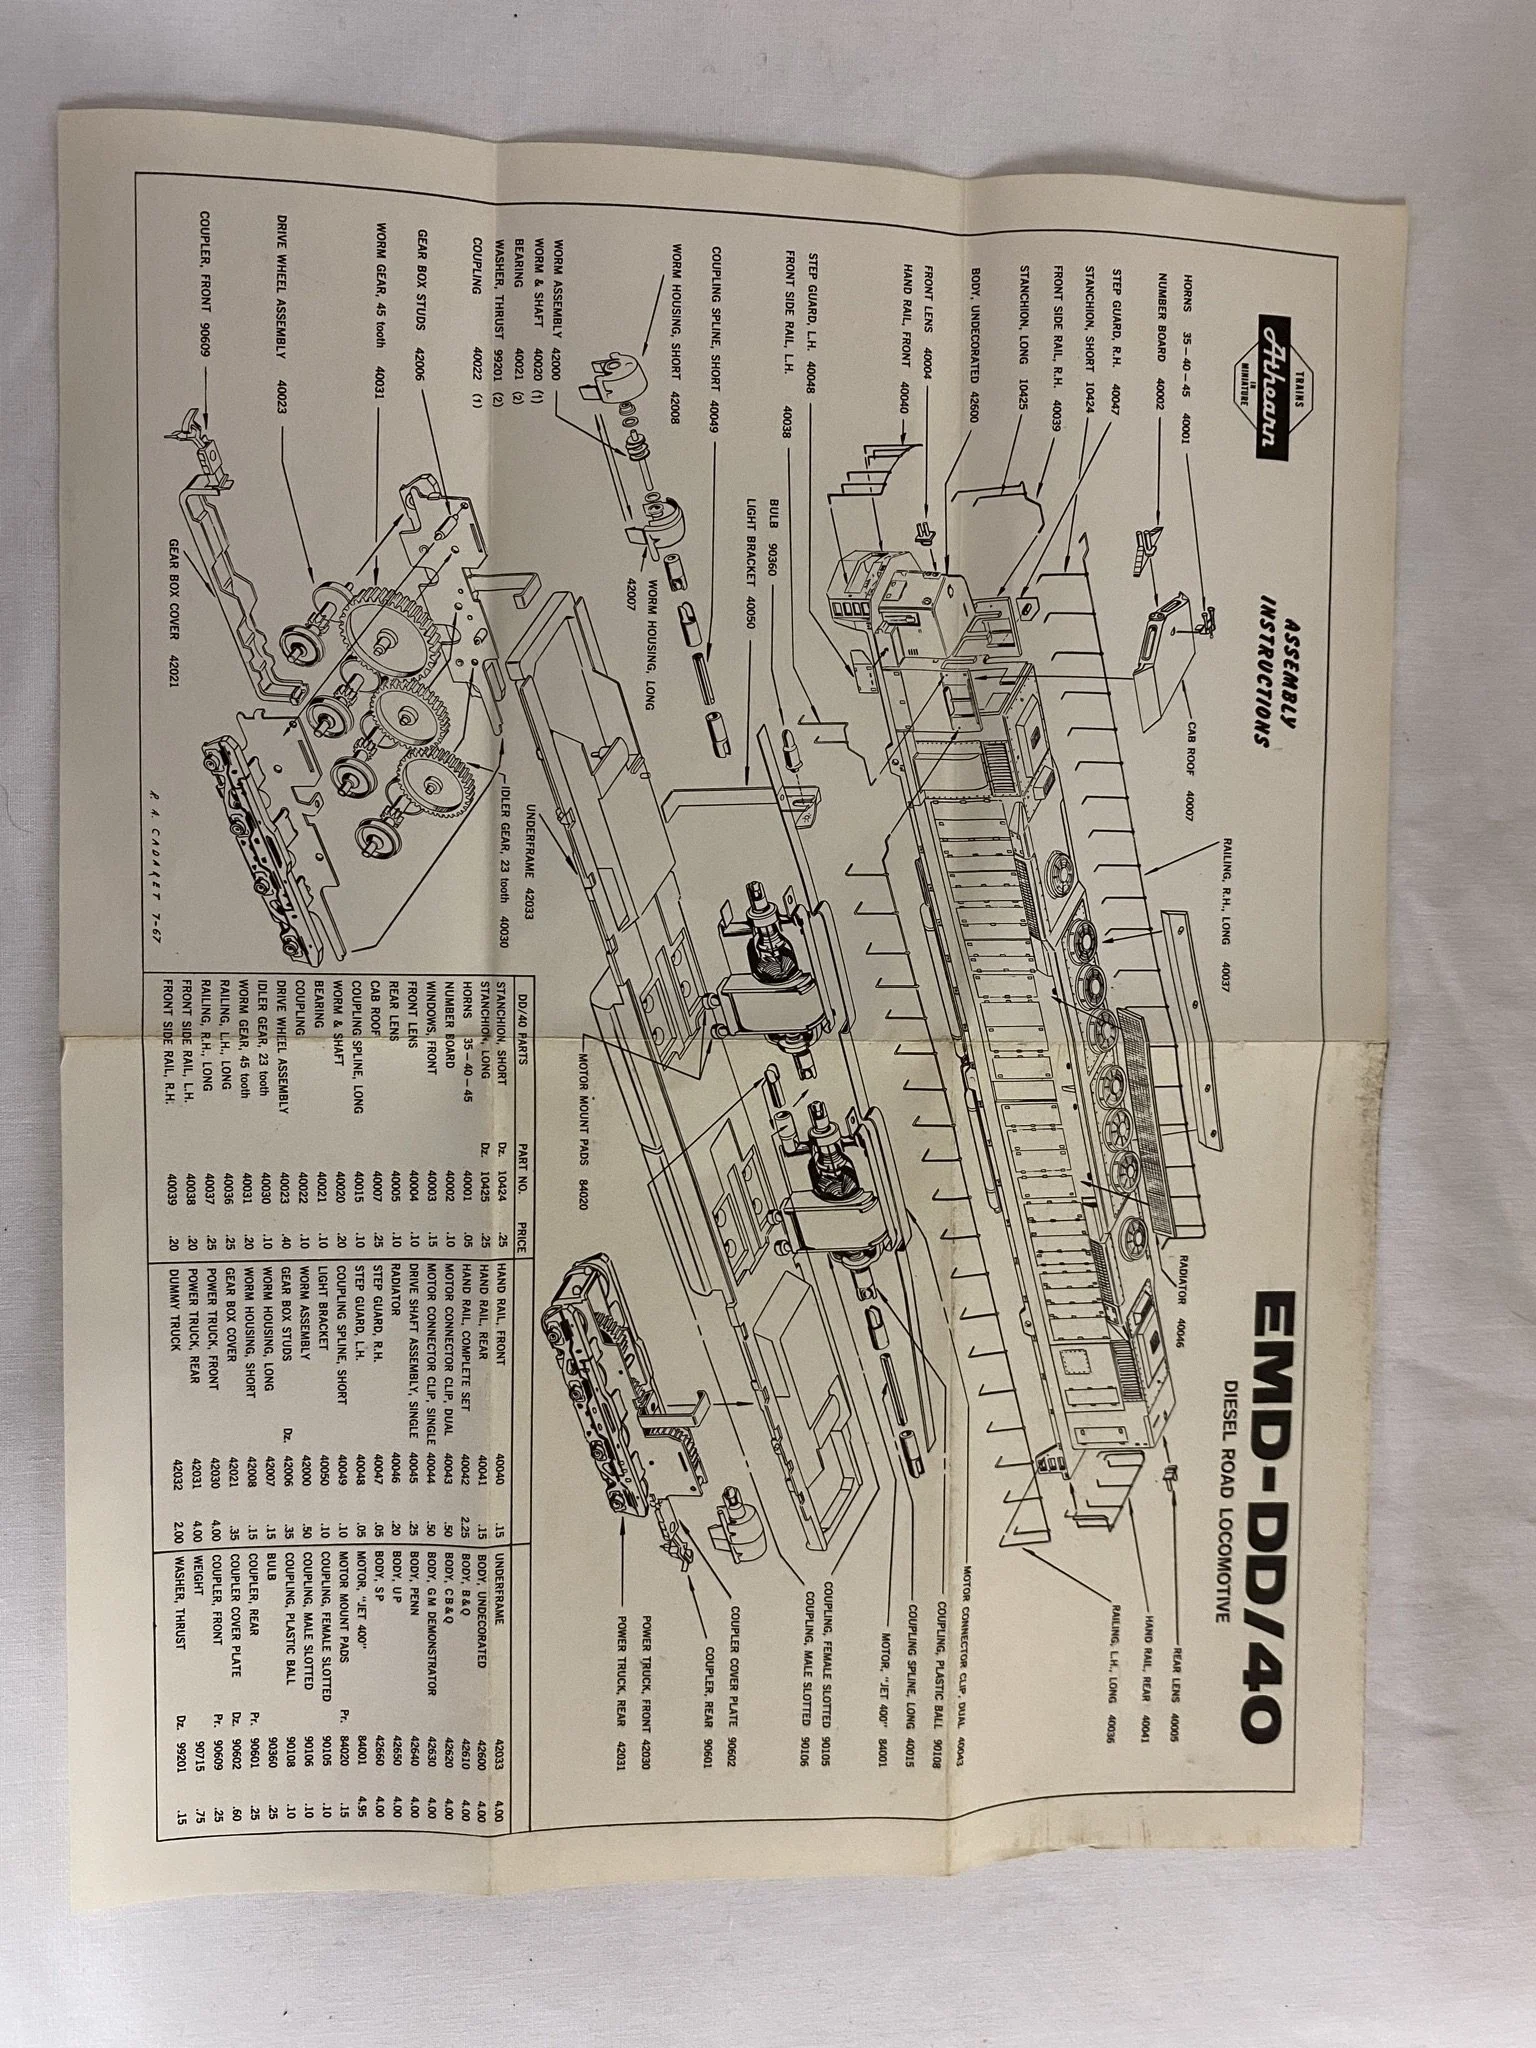 TRAINS
Athearn
IN
MINIATURE
ASSEMBLY
INSTRUCTIONS
EMD-DD/40
DIESEL ROAD LOCOMOTIVE
HORNS 35-40-45 40001
NUMBER BOARD 40002
STEP GUARD, R.H. 40047
STANCHION, SHORT 10424
FRONT SIDE RAIL, R.H. 40039
STANCHION, LONG 10425
BODY, UNDECORATED 42600
FRONT LENS 40004
HAND RAIL, FRONT 40040
STEP GUARD, L.H. 40048
FRONT SIDE RAIL, L.H. 40038
CAB ROOF 40007
RAILING, R.H., LONG 40037
RADIATOR 40046
REAR LENS 40005
HAND RAIL, REAR 40041
RAILING, L.H., LONG 40036
BULB 90360
LIGHT BRACKET 40050
COUPLING SPLINE, SHORT 40049
WORM HOUSING, SHORT 42008
WORM HOUSING, LONG
42007
WORM ASSEMBLY 42000
WORM & SHAFT 40020 (1)
BEARING 40021 (2)
WASHER, THRUST 99201 (2)
COUPLING 40022 (1)
MOTOR CONNECTOR CLIP, DUAL 40043
COUPLING, PLASTIC BALL 90108
COUPLING SPLINE, LONG 40015
MOTOR, "JET 400" 84001
COUPLING, FEMALE SLOTTED 90105
COUPLING, MALE SLOTTED 90106
COUPLER COVER PLATE 90602
COUPLER, REAR 90601
POWER TRUCK, FRONT 42030
POWER TRUCK, REAR 42031
MOTOR MOUNT PADS 84020
UNDERFRAME 42033
IDLER GEAR, 23 tooth 40030
GEAR BOX STUDS 42006
WORM GEAR, 45 tooth 40031
DRIVE WHEEL ASSEMBLY 40023
COUPLER, FRONT 90609
GEAR BOX COVER 42021
R. A. CADARET 7-67
DD/40 PARTS PART NO. PRICE
STANCHION, SHORT Dz. 10424 .25
STANCHION, LONG Dz. 10425 .25
HORNS 35-40-45 40001 .05
NUMBER BOARD 40002 .10
WINDOWS, FRONT 40003 .15
FRONT LENS 40004 .10
REAR LENS 40005 .10
CAB ROOF 40007 .25
COUPLING SPLINE, LONG 40015 .10
WORM & SHAFT 40020 .20
BEARING 40021 .10
COUPLING 40022 .10
DRIVE WHEEL ASSEMBLY 40023 .40
IDLER GEAR, 23 tooth 40030 .10
WORM GEAR, 45 tooth 40031 .20
RAILING, L.H., LONG 40036 .25
RAILING, R.H., LONG 40037 .25
FRONT SIDE RAIL, L.H. 40038 .20
FRONT SIDE RAIL, R.H. 40039 .20
HAND RAIL, FRONT 40040 .15
HAND RAIL, REAR 40041 .15
HAND RAIL, COMPLETE SET 40042 2.25
MOTOR CONNECTOR CLIP, DUAL 40043 .50
MOTOR CONNECTOR CLIP, SINGLE 40044 .50
DRIVE SHAFT ASSEMBLY, SINGLE 40045 .25
RADIATOR 40046 .20
STEP GUARD, R.H. 40047 .05
STEP GUARD, L.H. 40048 .05
COUPLING SPLINE, SHORT 40049 .10
LIGHT BRACKET 40050 .10
WORM ASSEMBLY 42000 .50
GEAR BOX STUDS Dz. 42006 .35
WORM HOUSING, LONG 42007 .15
WORM HOUSING, SHORT 42008 .15
GEAR BOX COVER 42021 .35
POWER TRUCK, FRONT 42030 4.00
POWER TRUCK, REAR 42031 4.00
DUMMY TRUCK 42032 2.00
UNDERFRAME 42033 4.00
BODY, UNDECORATED 42600 4.00
BODY, B&Q 42610 4.00
BODY, CB&Q 42620 4.00
BODY, GM DEMONSTRATOR 42630 4.00
BODY, PENN 42640 4.00
BODY, UP 42650 4.00
BODY, SP 42660 4.00
MOTOR, "JET 400" 84001 4.95
MOTOR MOUNT PADS Pr. 84020 .15
COUPLING, FEMALE SLOTTED 90105 .10
COUPLING, MALE SLOTTED 90106 .10
COUPLING, PLASTIC BALL 90108 .10
BULB 90360 .25
COUPLER, REAR Pr. 90601 .25
COUPLER COVER PLATE Dz. 90602 .60
COUPLER, FRONT Pr. 90609 .25
WEIGHT 90715 .75
WASHER, THRUST Dz. 99201 .15